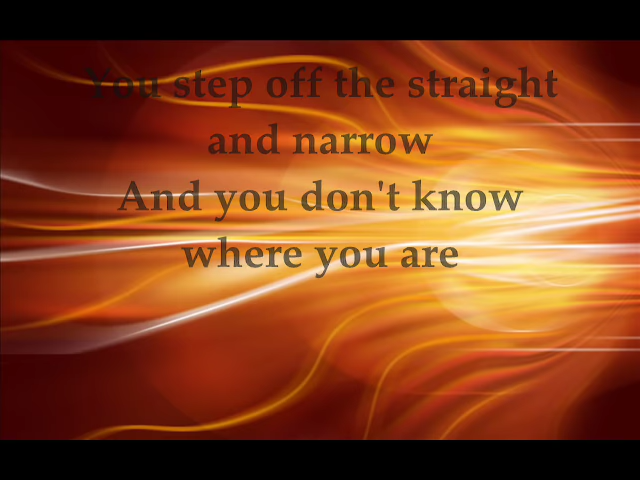 You step off the straight
and narrow
And you don't know
where you are